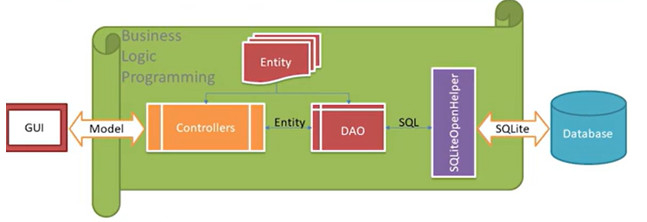 Business
Logic
Programming
Entity
GUI
Model
Controllers
Entity
DAO
SQL
SQLiteOpenHelper
SQLite
Database